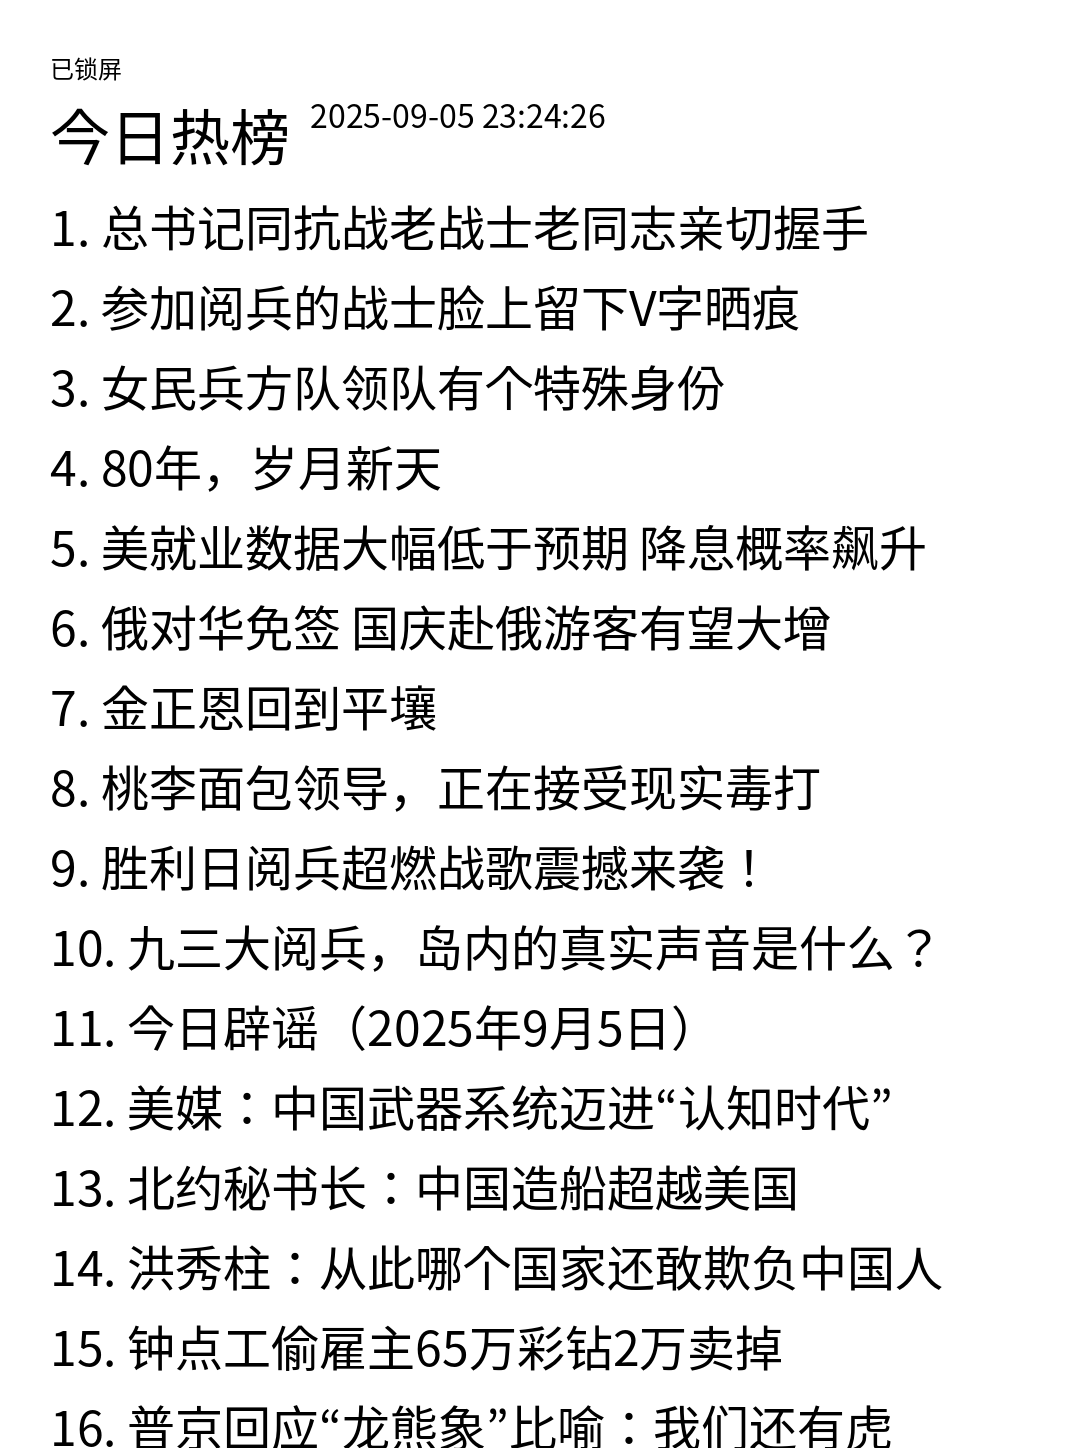 已锁屏
今日热榜 2025-09-05 23:24:26
1. 总书记同抗战老战士老同志亲切握手
2. 参加阅兵的战士脸上留下V字晒痕
3. 女民兵方队领队有个特殊身份
4. 80年，岁月新天
5. 美就业数据大幅低于预期 降息概率飙升
6. 俄对华免签 国庆赴俄游客有望大增
7. 金正恩回到平壤
8. 桃李面包领导，正在接受现实毒打
9. 胜利日阅兵超燃战歌震撼来袭！
10. 九三大阅兵，岛内的真实声音是什么？
11. 今日辟谣（2025年9月5日）
12. 美媒：中国武器系统迈进“认知时代”
13. 北约秘书长：中国造船超越美国
14. 洪秀柱：从此哪个国家还敢欺负中国人
15. 钟点工偷雇主65万彩钻2万卖掉
16. 普京回应“龙熊象”比喻：我们还有虎